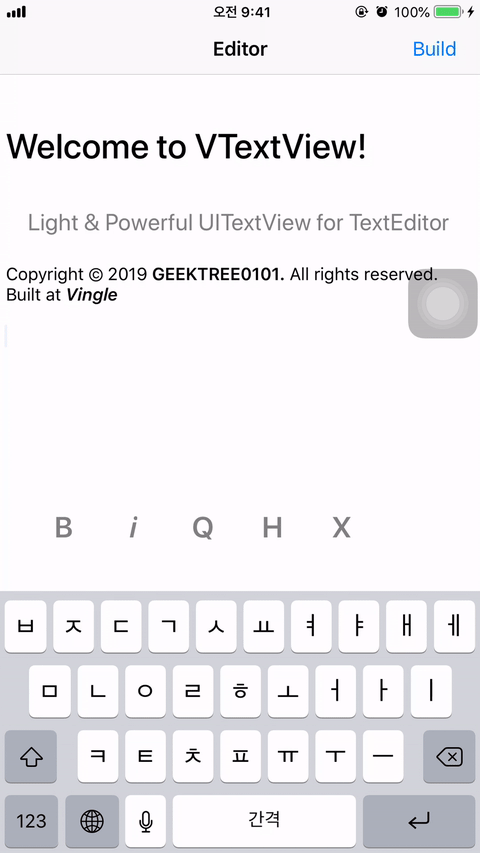 오전 9:41
100%
Editor
Build
Welcome to VTextView!
Light & Powerful UITextView for TextEditor
Copyright © 2019 GEEKTREE0101. All rights reserved.
Built at Vingle
B i Q H X
ㅂ ㅈ ㄷ ㄱ ㅅ ㅛ ㅕ ㅑ ㅐ ㅔ
ㅁ ㄴ ㅇ ㄹ ㅎ ㅗ ㅓ ㅏ ㅣ
ㅋ ㅌ ㅊ ㅍ ㅠ ㅜ ㅡ
123 간격